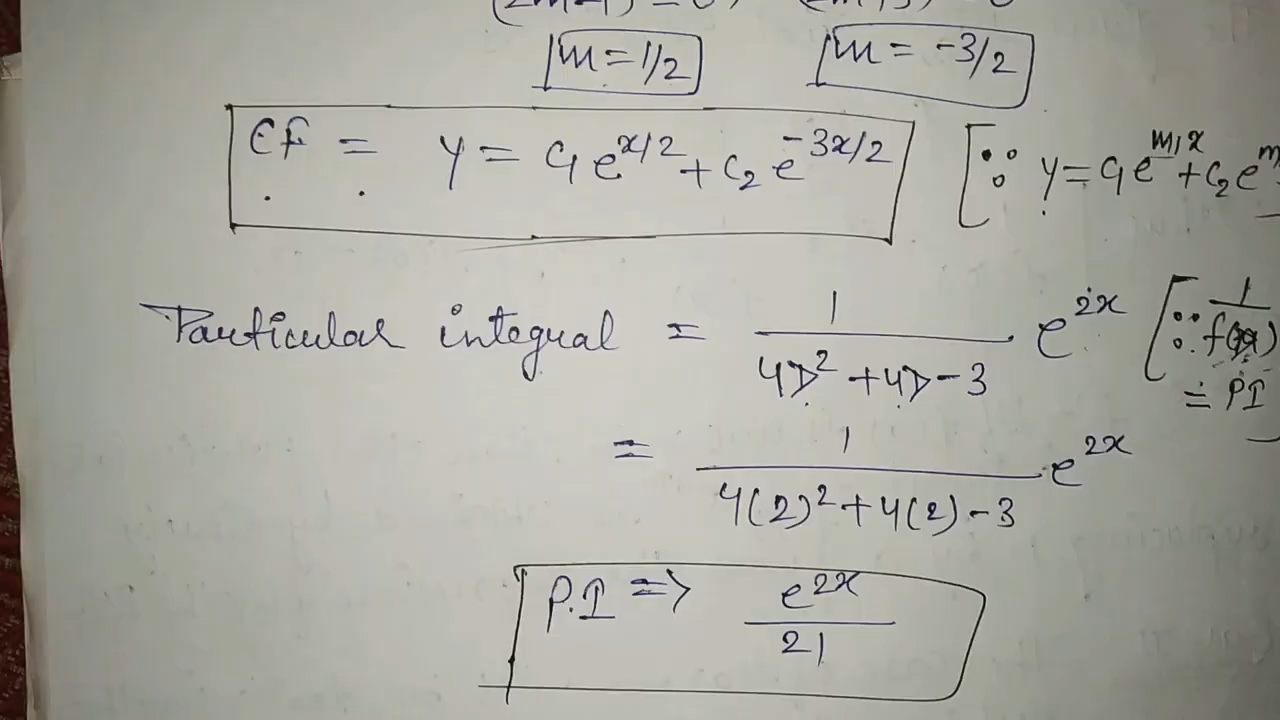 m = 1/2    m = -3/2
CF = y = C1 e^{x/2} + C2 e^{-3x/2} [∵ y = C1 e^{m1x} + C2 e^{m
Particular integral = 1/(4D² + 4D - 3) e^{2x} [∵ 1/f(D)
= PI
= 1/(4(2)² + 4(2) - 3) e^{2x}
P.I => e^{2x}/21